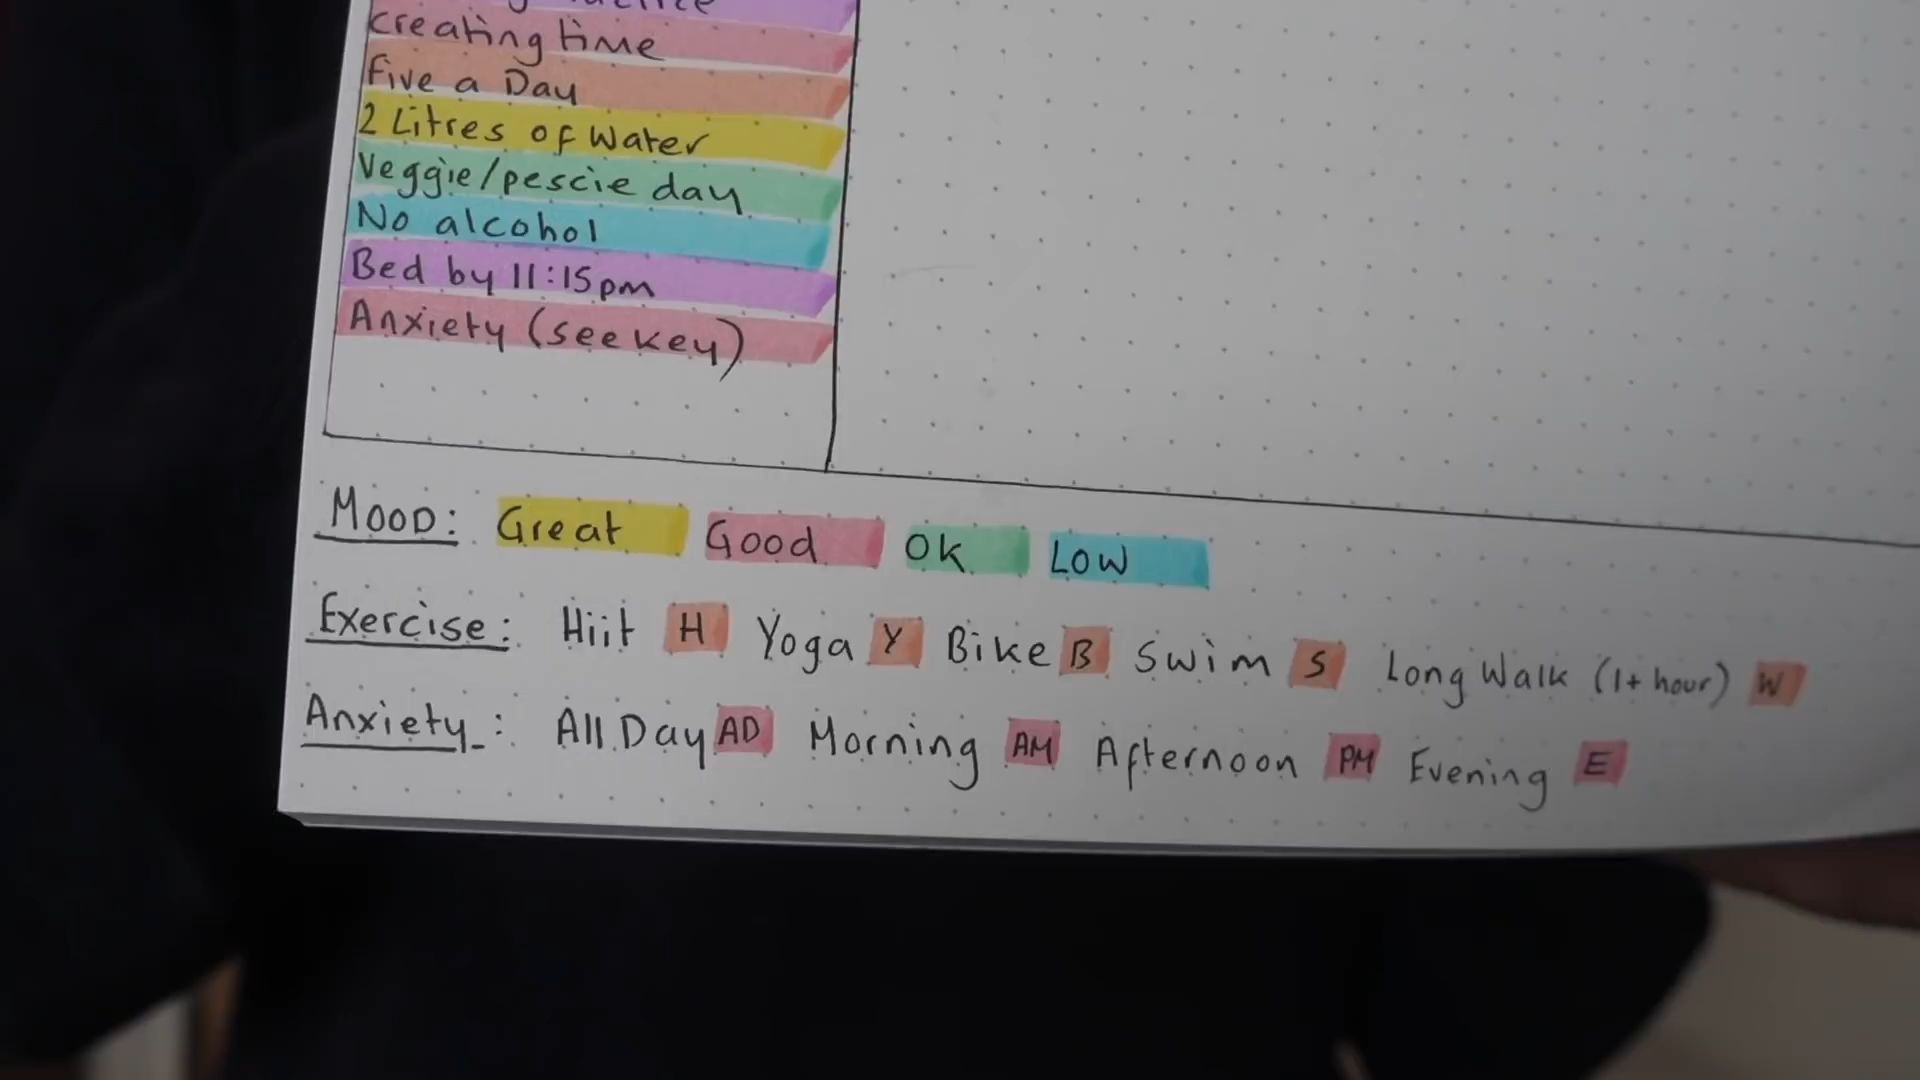 creating time
Five a Day
2 Litres of Water
Veggie/pescie day
No alcohol
Bed by 11:15pm
Anxiety (see key)
Mood: Great Good Ok Low
Exercise: Hiit H Yoga Y Bike B Swim S Long Walk (1+ hour) W
Anxiety: All Day AD Morning AM Afternoon PM Evening E